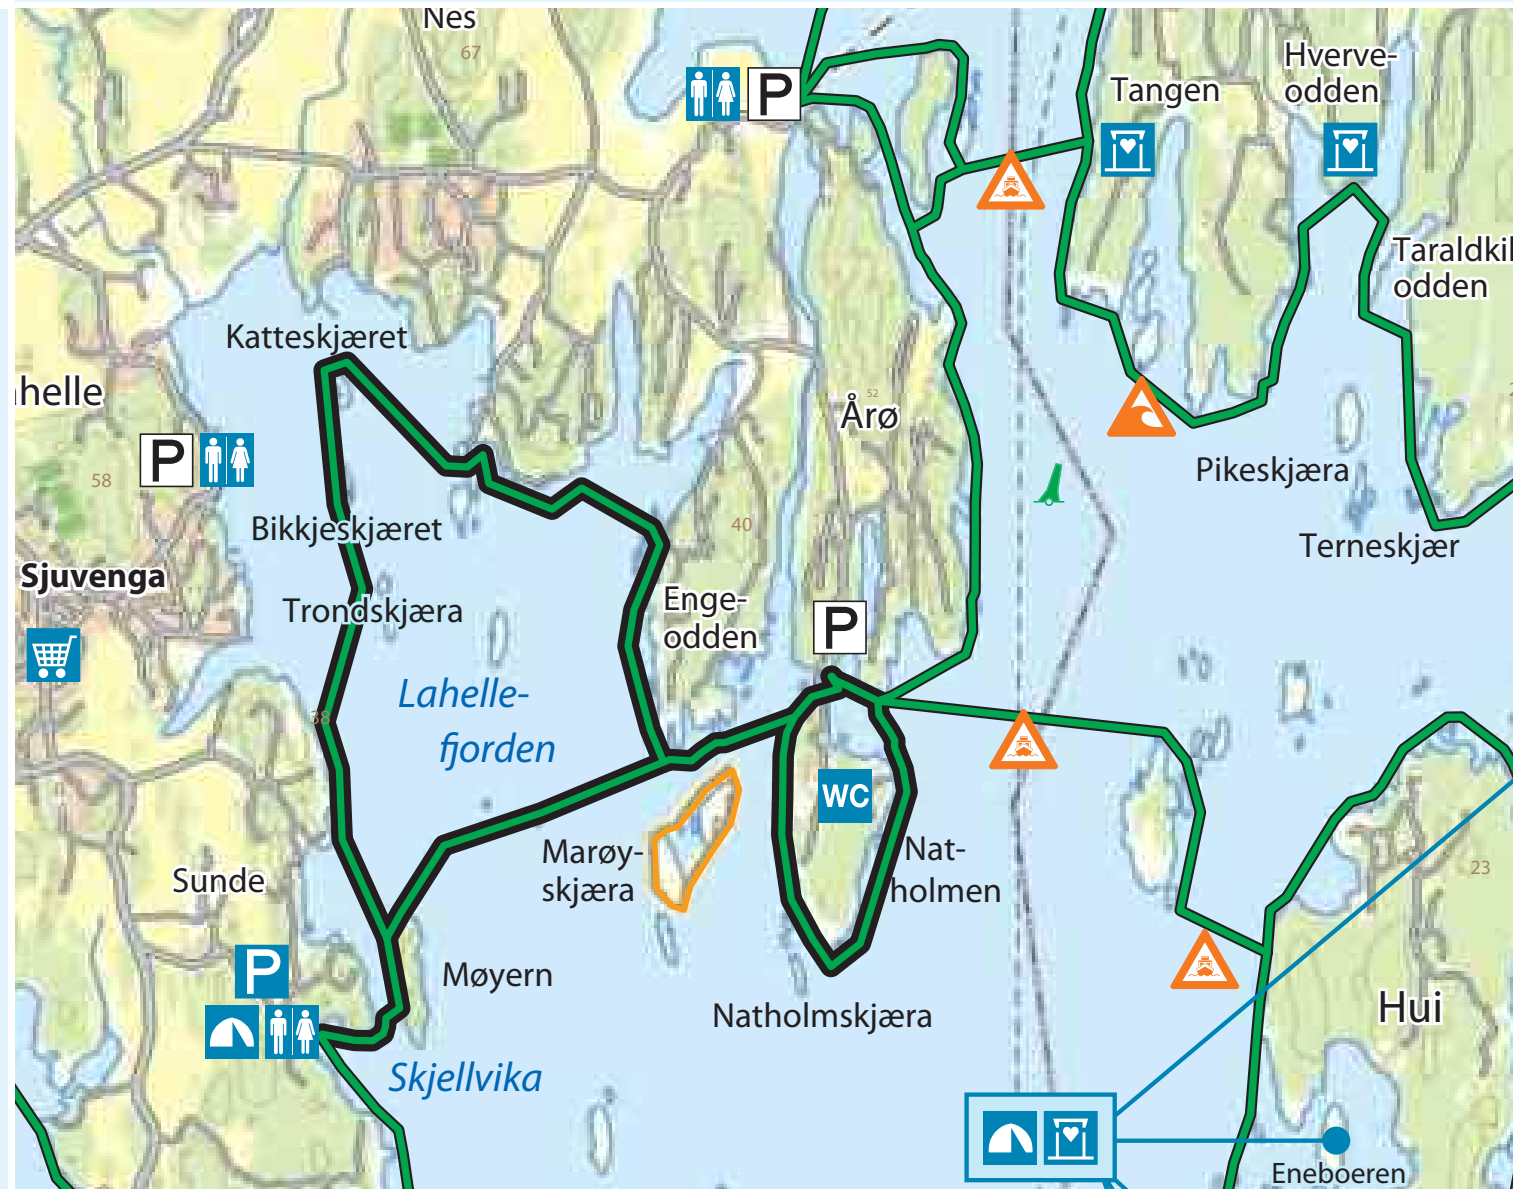 Nes
67
P
Tangen
Hverve-
odden
Taraldkil
odden
Katteskjæret
helle
52
Årø
P
58
Pikeskjæra
Bikkjeskjæret
40
Terneskjær
Sjuvenga
Trondskjæra
Enge-
odden
P
Lahelle-
fjorden
38
WC
Marøy-
skjæra
Nat-
holmen
23
Sunde
P
Møyern
Natholmskjæra
Hui
Skjellvika
Eneboeren